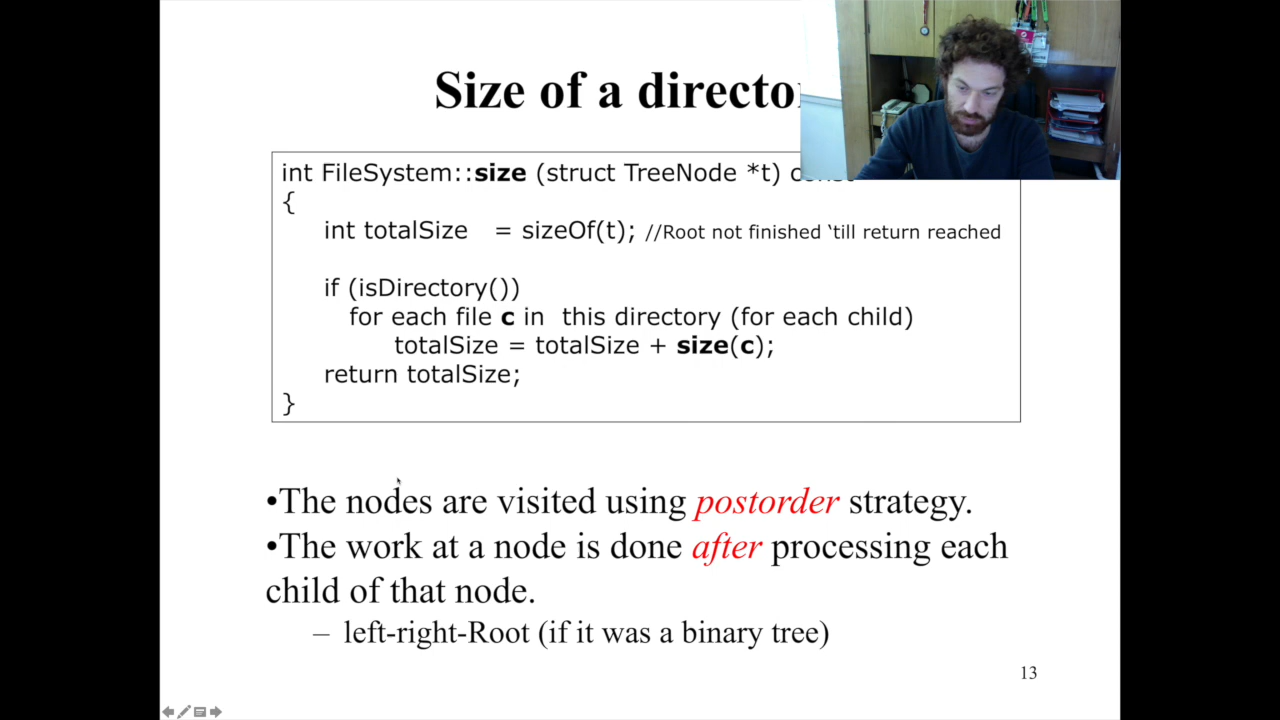 Size of a directo
int FileSystem::size (struct TreeNode *t) const
{
int totalSize = sizeOf(t); //Root not finished ‘till return reached
if (isDirectory())
for each file c in this directory (for each child)
totalSize = totalSize + size(c);
return totalSize;
}
•The nodes are visited using postorder strategy.
•The work at a node is done after processing each
child of that node.
– left-right-Root (if it was a binary tree)
13